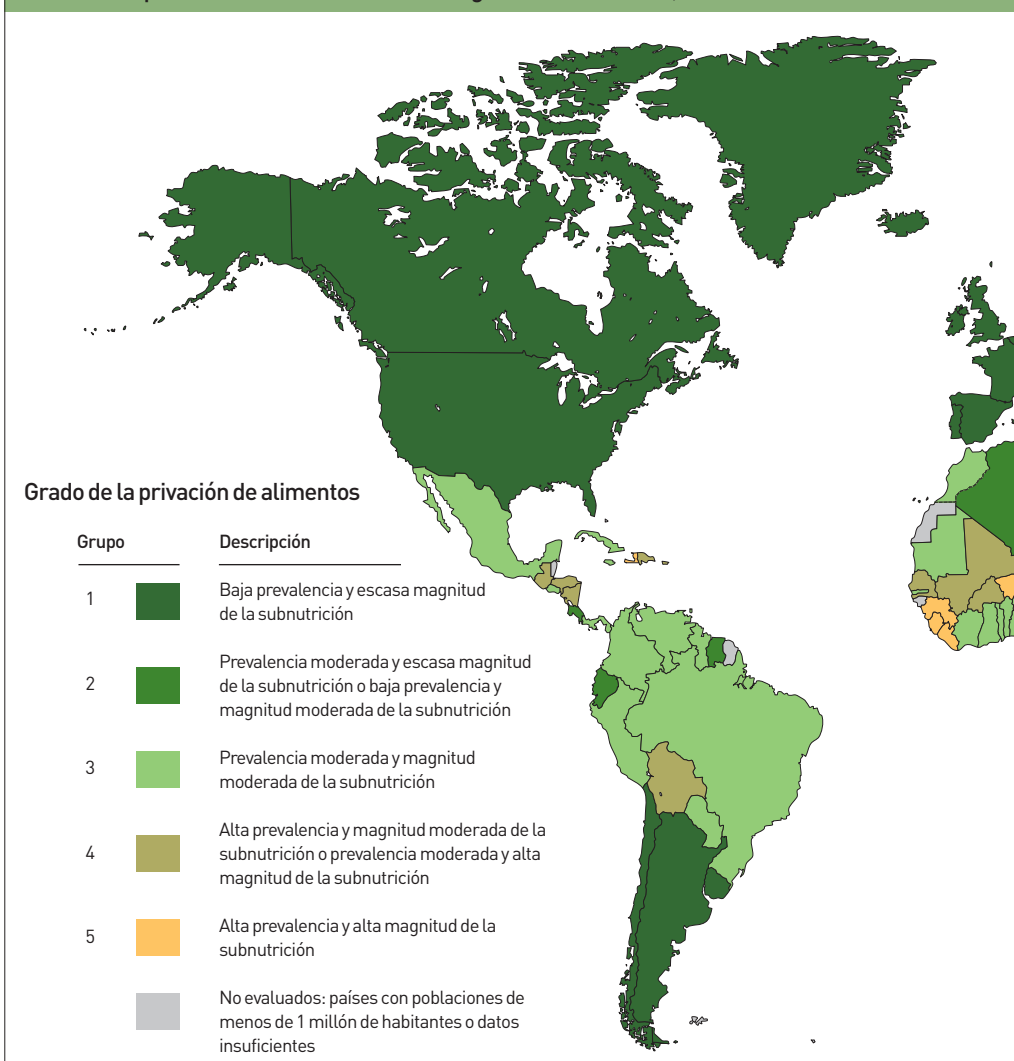 Grado de la privación de alimentos
Grupo Descripción
1 Baja prevalencia y escasa magnitud
de la subnutrición
Prevalencia moderada y escasa magnitud
2 de la subnutrición o baja prevalencia y
magnitud moderada de la subnutrición
3 Prevalencia moderada y magnitud
moderada de la subnutrición
Alta prevalencia y magnitud moderada de la
4 subnutrición o prevalencia moderada y alta
magnitud de la subnutrición
5 Alta prevalencia y alta magnitud de la
subnutrición
No evaluados: países con poblaciones de
menos de 1 millón de habitantes o datos
insuficientes